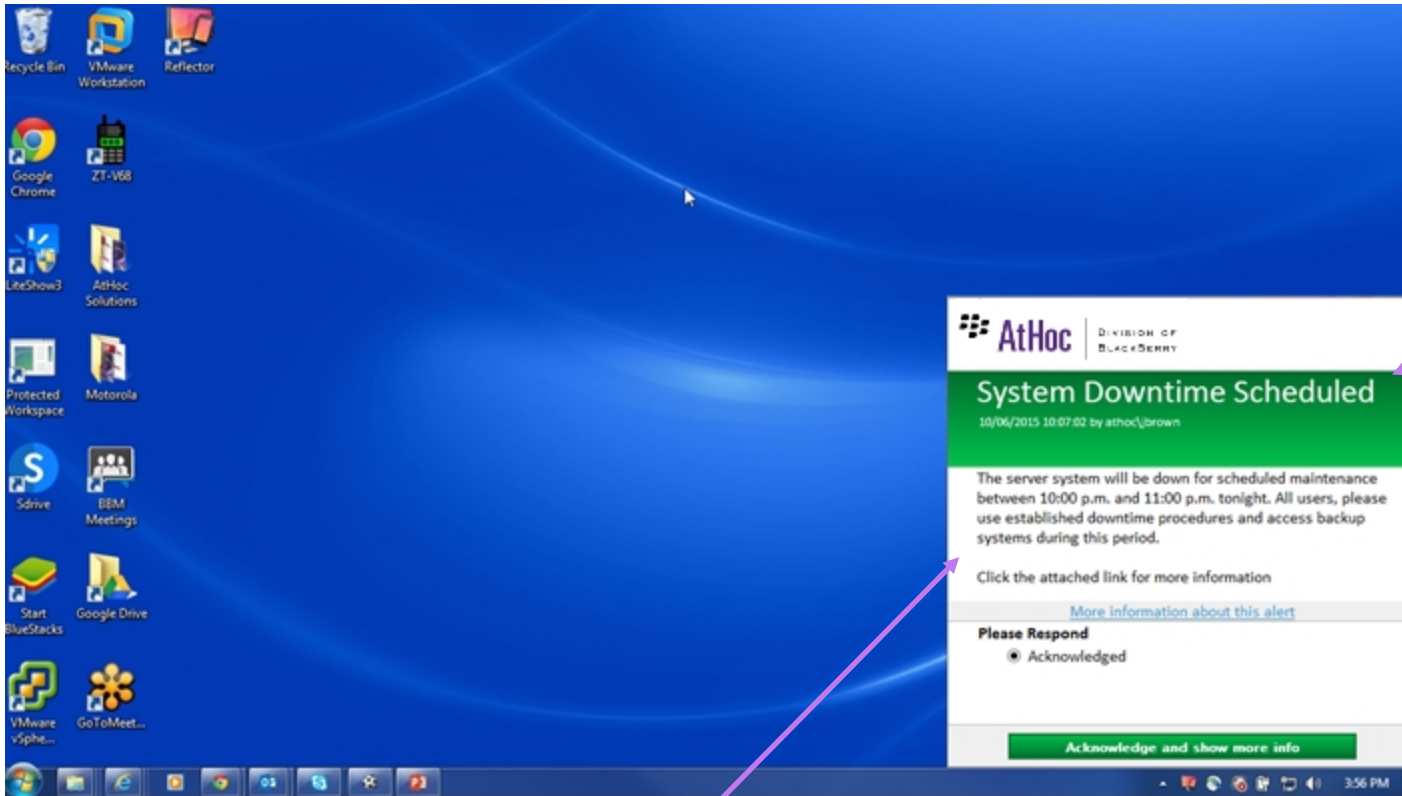 Recycle Bin
VMware
Workstation
Reflector
Google
Chrome
ZT-V68
LiteShow3
AtHoc
Solutions
Protected
Workspace
Motorola
Sdrive
BBM
Meetings
Start
BlueStacks
Google Drive
VMware
vSphe...
GoToMeet...
AtHoc
DIVISION OF
BLACKBERRY
System Downtime Scheduled
10/06/2015 10:07:02 by athoc\jbrown
The server system will be down for scheduled maintenance
between 10:00 p.m. and 11:00 p.m. tonight. All users, please
use established downtime procedures and access backup
systems during this period.
Click the attached link for more information
More information about this alert
Please Respond
Acknowledged
Acknowledge and show more info
3:56 PM